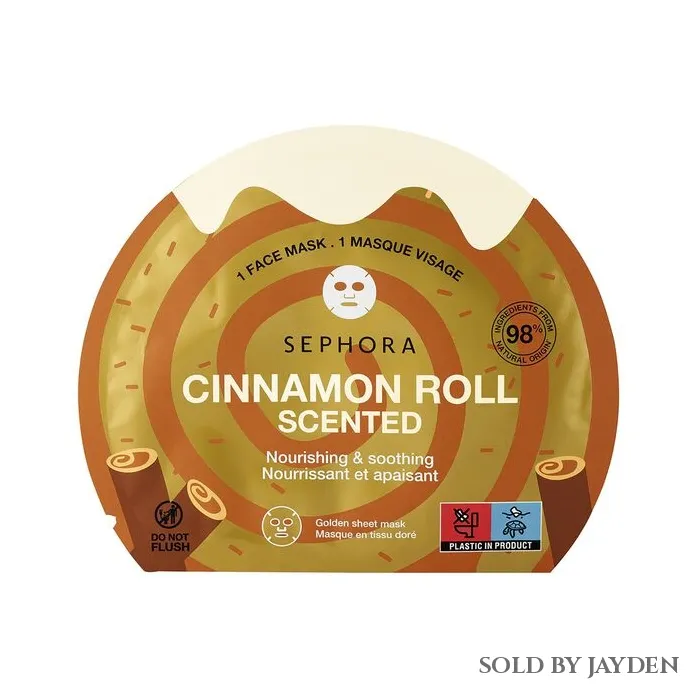 1 FACE MASK . 1 MASQUE VISAGE
SEPHORA
INGREDIENTS FROM
98%
NATURAL ORIGIN
CINNAMON ROLL
SCENTED
Nourishing & soothing
Nourrissant et apaisant
Golden sheet mask
Masque en tissu doré
DO NOT
FLUSH
PLASTIC IN PRODUCT
SOLD BY JAYDEN